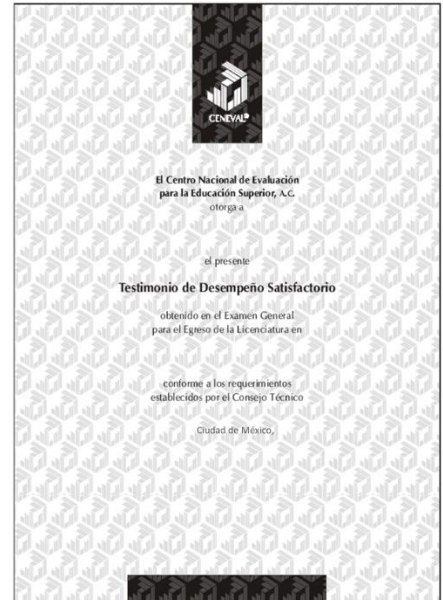 CENEVAL®
El Centro Nacional de Evaluación
para la Educación Superior, A.C.
otorga a
el presente
Testimonio de Desempeño Satisfactorio
obtenido en el Examen General
para el Egreso de la Licenciatura en
conforme a los requerimientos
establecidos por el Consejo Técnico
Ciudad de México,